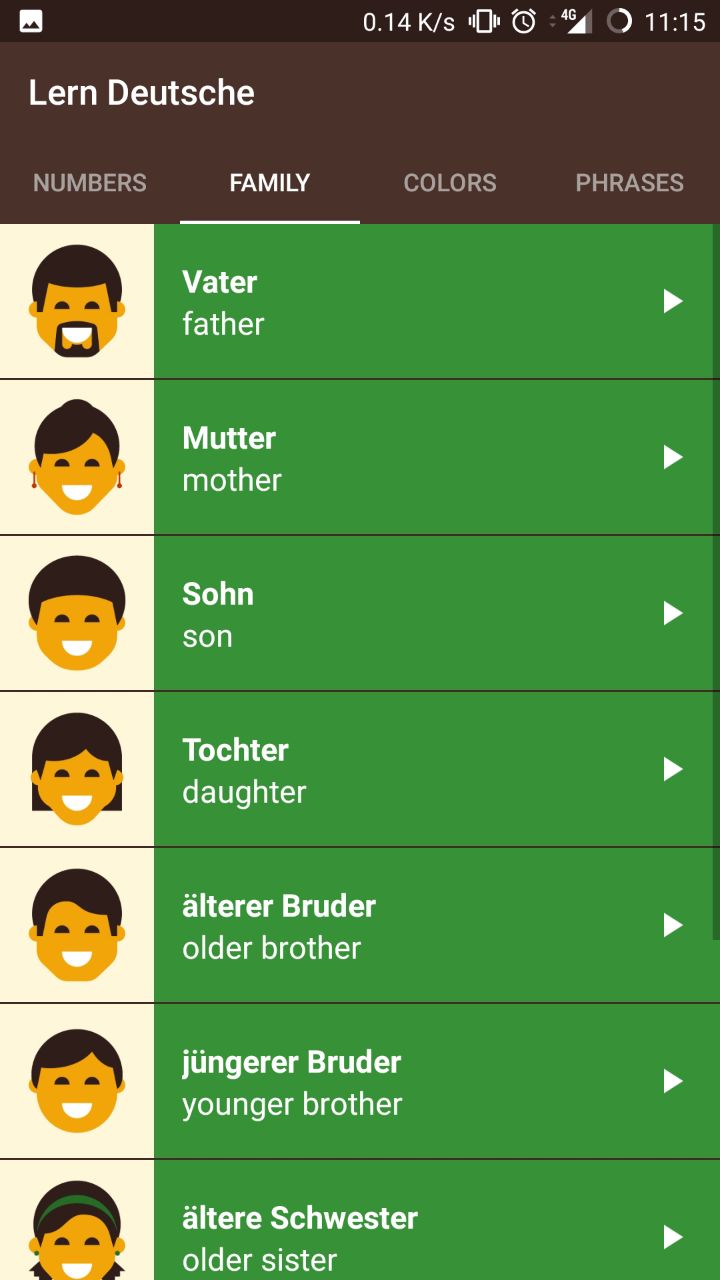 0.14 K/s 4G 11:15
Lern Deutsche
NUMBERS FAMILY COLORS PHRASES
Vater
father
Mutter
mother
Sohn
son
Tochter
daughter
älterer Bruder
older brother
jüngerer Bruder
younger brother
ältere Schwester
older sister